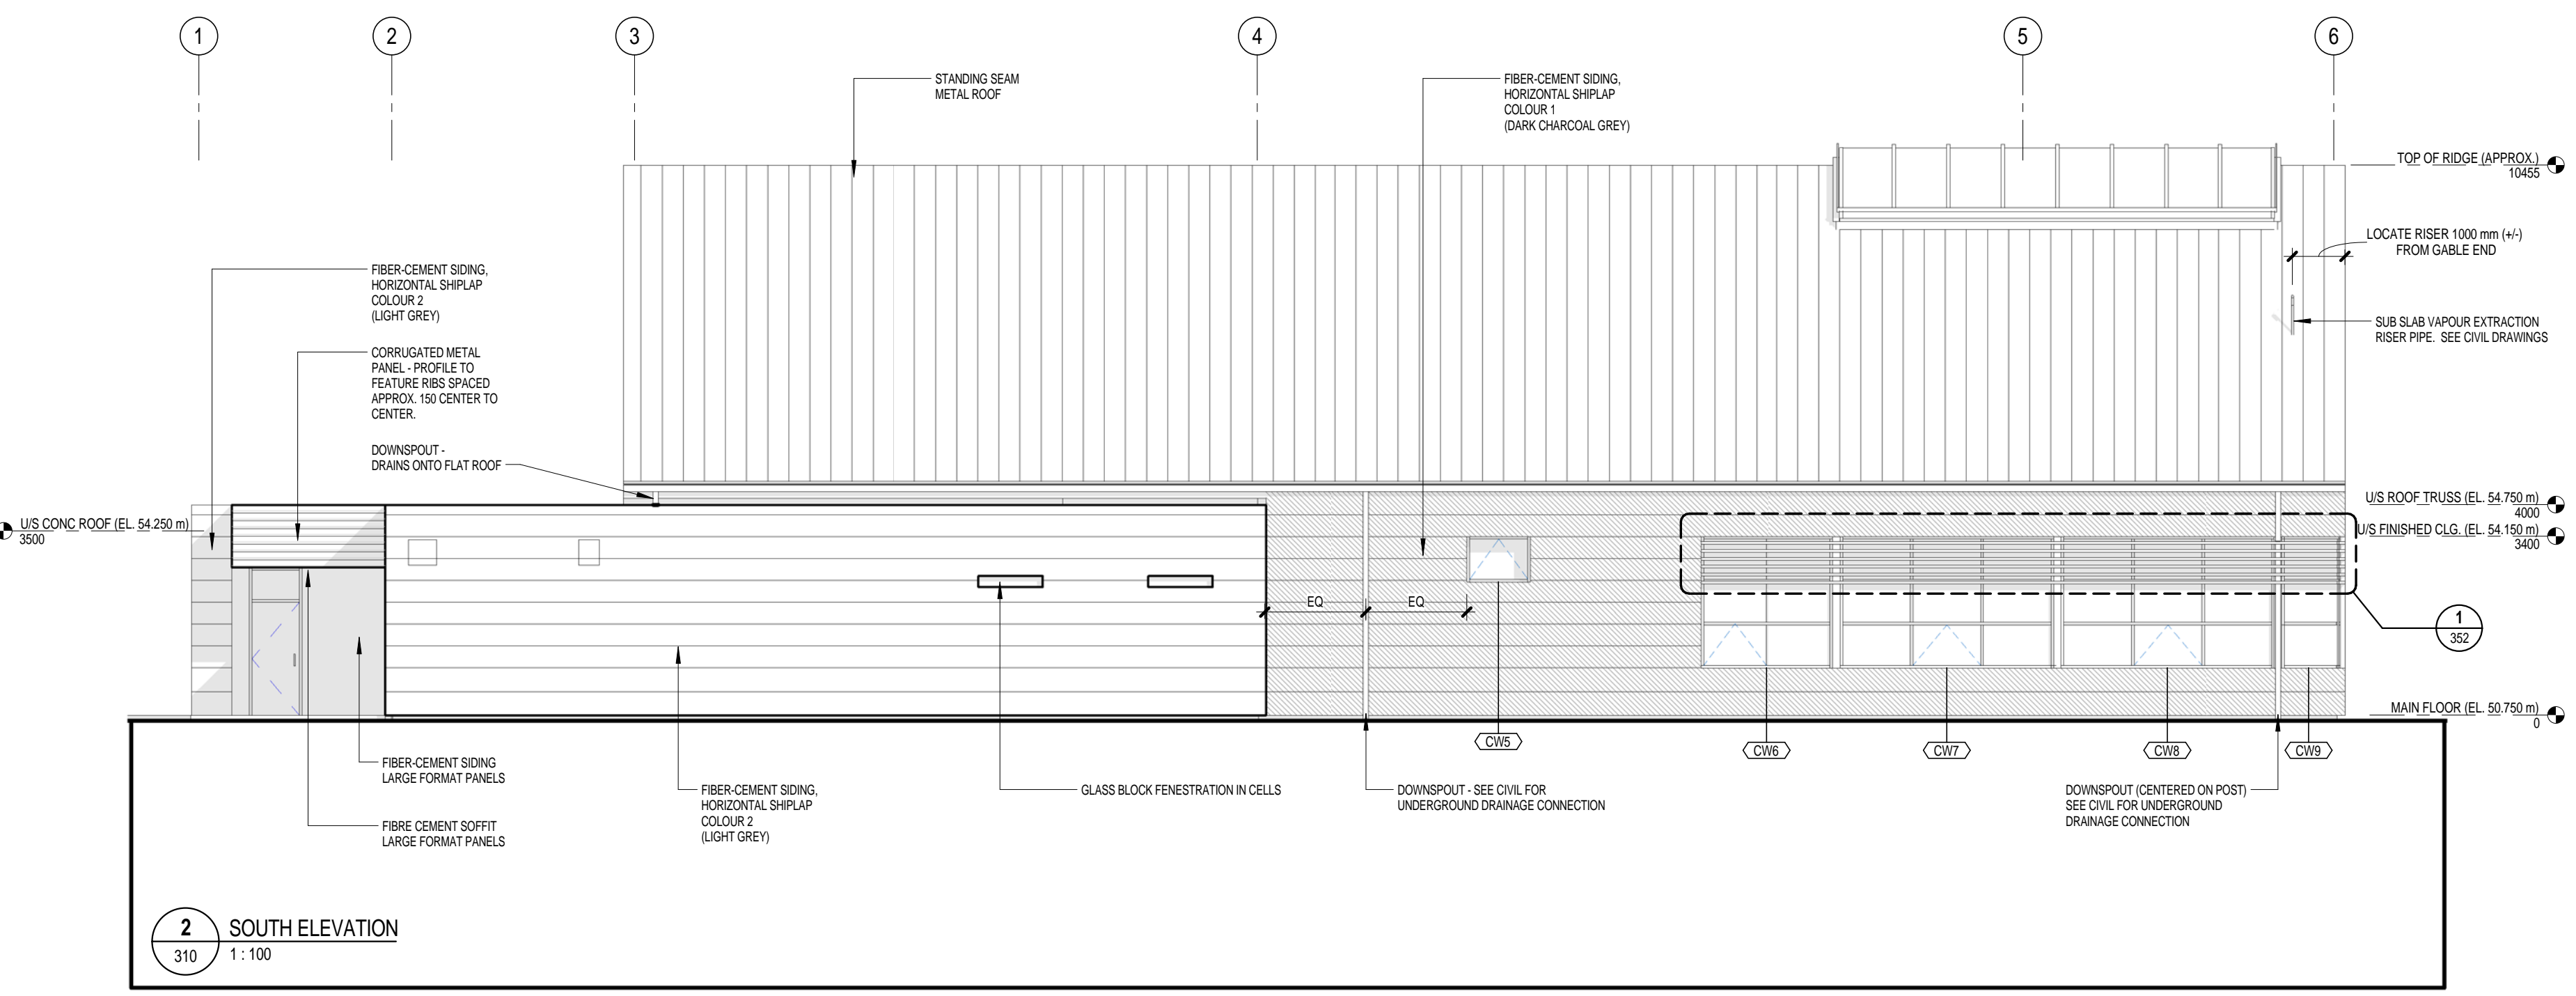 1
2
3
4
5
6
STANDING SEAM
METAL ROOF
FIBER-CEMENT SIDING,
HORIZONTAL SHIPLAP
COLOUR 1
(DARK CHARCOAL GREY)
TOP OF RIDGE (APPROX.)
10455
LOCATE RISER 1000 mm (+/-)
FROM GABLE END
SUB SLAB VAPOUR EXTRACTION
RISER PIPE. SEE CIVIL DRAWINGS
FIBER-CEMENT SIDING,
HORIZONTAL SHIPLAP
COLOUR 2
(LIGHT GREY)
CORRUGATED METAL
PANEL - PROFILE TO
FEATURE RIBS SPACED
APPROX. 150 CENTER TO
CENTER.
DOWNSPOUT -
DRAINS ONTO FLAT ROOF
U/S CONC ROOF (EL. 54.250 m)
3500
U/S ROOF TRUSS (EL. 54.750 m)
4000
U/S FINISHED CLG. (EL. 54.150 m)
3400
EQ
EQ
1
352
MAIN FLOOR (EL. 50.750 m)
0
CW5
CW6
CW7
CW8
CW9
FIBER-CEMENT SIDING
LARGE FORMAT PANELS
FIBRE CEMENT SOFFIT
LARGE FORMAT PANELS
FIBER-CEMENT SIDING,
HORIZONTAL SHIPLAP
COLOUR 2
(LIGHT GREY)
GLASS BLOCK FENESTRATION IN CELLS
DOWNSPOUT - SEE CIVIL FOR
UNDERGROUND DRAINAGE CONNECTION
DOWNSPOUT (CENTERED ON POST)
SEE CIVIL FOR UNDERGROUND
DRAINAGE CONNECTION
2
310
SOUTH ELEVATION
1 : 100